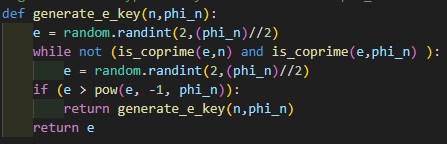 def generate_e_key(n,phi_n):
    e = random.randint(2,(phi_n)//2)
    while not (is_coprime(e,n) and is_coprime(e,phi_n) ):
        e = random.randint(2,(phi_n)//2)
    if (e > pow(e, -1, phi_n)):
        return generate_e_key(n,phi_n)
    return e